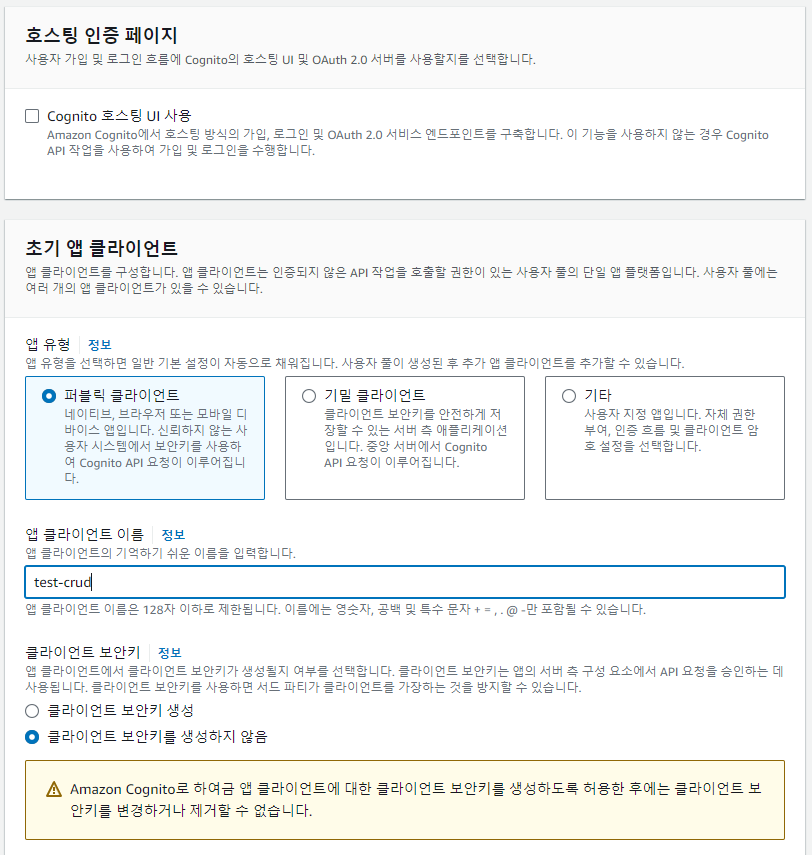 호스팅 인증 페이지
사용자 가입 및 로그인 흐름에 Cognito의 호스팅 UI 및 OAuth 2.0 서버를 사용할지를 선택합니다.
Cognito 호스팅 UI 사용
Amazon Cognito에서 호스팅 방식의 가입, 로그인 및 OAuth 2.0 서비스 엔드포인트를 구축합니다. 이 기능을 사용하지 않는 경우 Cognito
API 작업을 사용하여 가입 및 로그인을 수행합니다.
초기 앱 클라이언트
앱 클라이언트를 구성합니다. 앱 클라이언트는 인증되지 않은 API 작업을 호출할 권한이 있는 사용자 풀의 단일 앱 플랫폼입니다. 사용자 풀에는
여러 개의 앱 클라이언트가 있을 수 있습니다.
앱 유형 정보
앱 유형을 선택하면 일반 기본 설정이 자동으로 채워집니다. 사용자 풀이 생성된 후 추가 앱 클라이언트를 추가할 수 있습니다.
퍼블릭 클라이언트
네이티브, 브라우저 또는 모바일 디
바이스 앱입니다. 신뢰하지 않는 사
용자 시스템에서 보안키를 사용하
여 Cognito API 요청이 이루어집니
다.
기밀 클라이언트
클라이언트 보안키를 안전하게 저
장할 수 있는 서버 측 애플리케이션
입니다. 중앙 서버에서 Cognito
API 요청이 이루어집니다.
기타
사용자 지정 앱입니다. 자체 권한
부여, 인증 흐름 및 클라이언트 암
호 설정을 선택합니다.
앱 클라이언트 이름 정보
앱 클라이언트의 기억하기 쉬운 이름을 입력합니다.
test-crud
앱 클라이언트 이름은 128자 이하로 제한됩니다. 이름에는 영숫자, 공백 및 특수 문자 + = , . @ -만 포함될 수 있습니다.
클라이언트 보안키 정보
앱 클라이언트에서 클라이언트 보안키가 생성될지 여부를 선택합니다. 클라이언트 보안키는 앱의 서버 측 구성 요소에서 API 요청을 승인하는 데
사용됩니다. 클라이언트 보안키를 사용하면 서드 파티가 클라이언트를 가장하는 것을 방지할 수 있습니다.
클라이언트 보안키 생성
클라이언트 보안키를 생성하지 않음
Amazon Cognito로 하여금 앱 클라이언트에 대한 클라이언트 보안키를 생성하도록 허용한 후에는 클라이언트 보
안키를 변경하거나 제거할 수 없습니다.